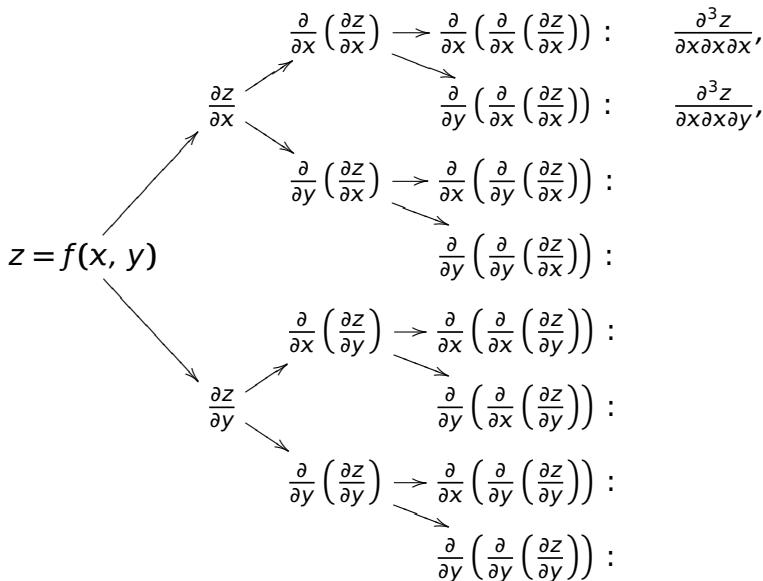 ∂/∂x (∂z/∂x) → ∂/∂x (∂/∂x (∂z/∂x)) : ∂³z/∂x∂x∂x,
∂z/∂x ∂/∂y (∂/∂x (∂z/∂x)) : ∂³z/∂x∂x∂y,
∂/∂y (∂z/∂x) → ∂/∂x (∂/∂y (∂z/∂x)) :
z = f(x, y) ∂/∂y (∂/∂y (∂z/∂x)) :
∂/∂x (∂z/∂y) → ∂/∂x (∂/∂x (∂z/∂y)) :
∂z/∂y ∂/∂y (∂/∂x (∂z/∂y)) :
∂/∂y (∂z/∂y) → ∂/∂x (∂/∂y (∂z/∂y)) :
∂/∂y (∂/∂y (∂z/∂y)) :